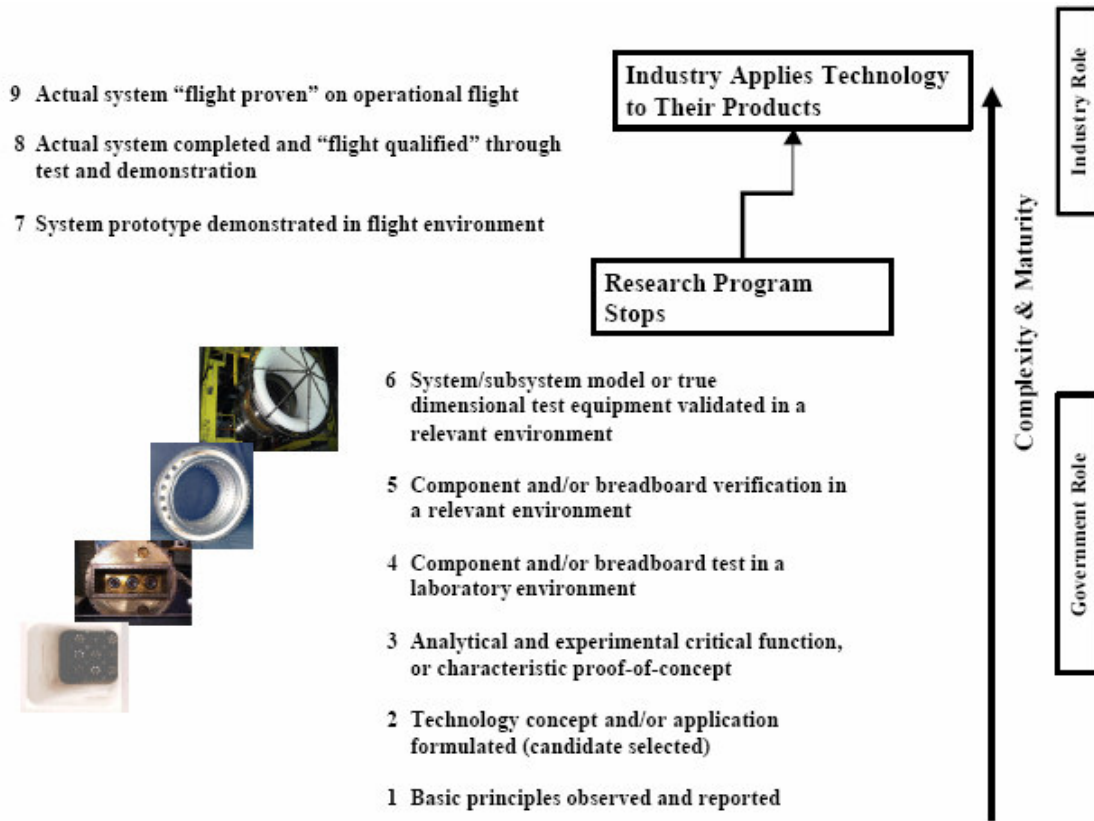 9 Actual system “flight proven” on operational flight
8 Actual system completed and “flight qualified” through
test and demonstration
7 System prototype demonstrated in flight environment
Industry Applies Technology
to Their Products
Research Program
Stops
6 System/subsystem model or true
dimensional test equipment validated in a
relevant environment
5 Component and/or breadboard verification in
a relevant environment
4 Component and/or breadboard test in a
laboratory environment
3 Analytical and experimental critical function,
or characteristic proof-of-concept
2 Technology concept and/or application
formulated (candidate selected)
1 Basic principles observed and reported
Complexity & Maturity
Industry Role
Government Role